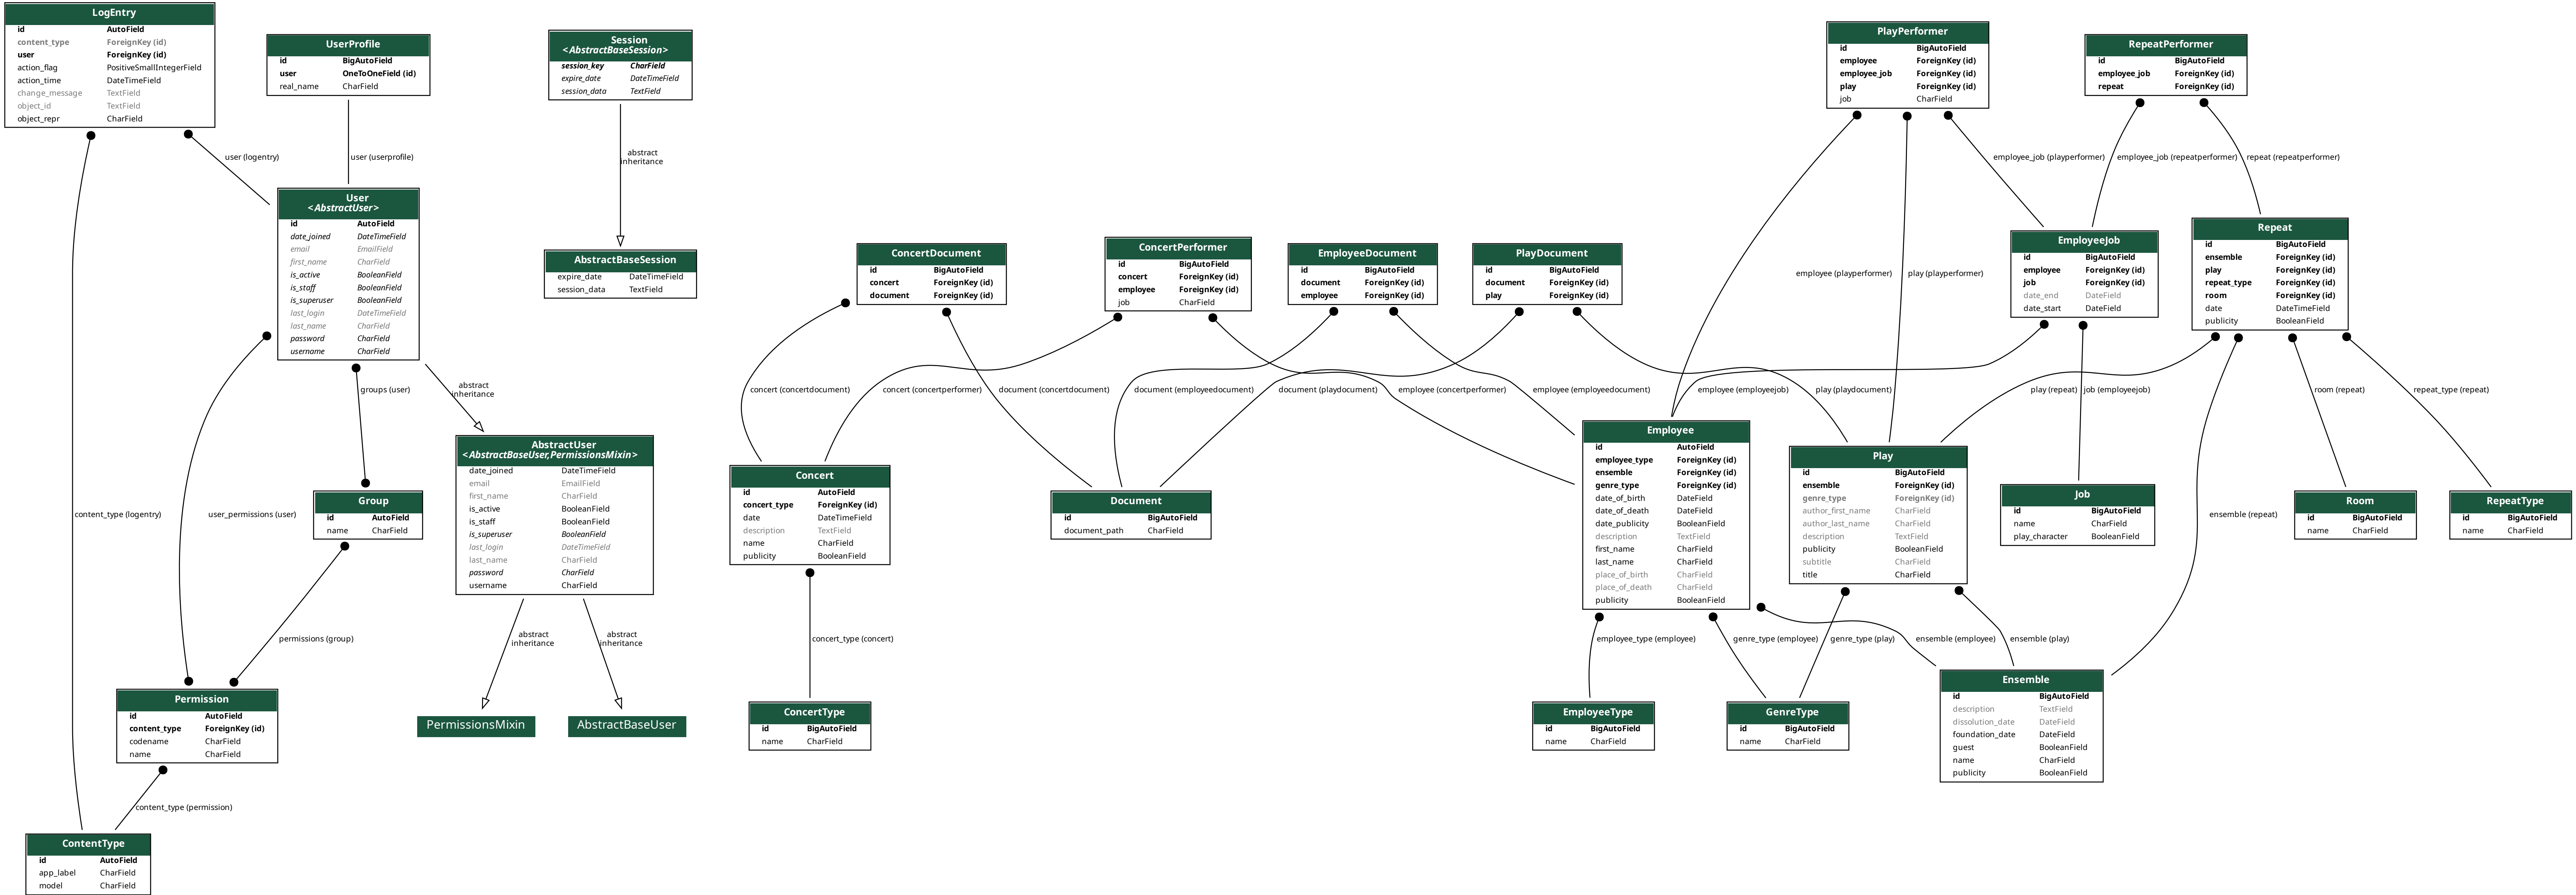 LogEntry
id AutoField
content_type ForeignKey (id)
user ForeignKey (id)
action_flag PositiveSmallIntegerField
action_time DateTimeField
change_message TextField
object_id TextField
object_repr CharField
UserProfile
id BigAutoField
user OneToOneField (id)
real_name CharField
Session
<AbstractBaseSession>
session_key CharField
expire_date DateTimeField
session_data TextField
PlayPerformer
id BigAutoField
employee ForeignKey (id)
employee_job ForeignKey (id)
play ForeignKey (id)
job CharField
RepeatPerformer
id BigAutoField
employee_job ForeignKey (id)
repeat ForeignKey (id)
user (logentry)
user (userprofile)
abstract
inheritance
employee_job (playperformer)
employee_job (repeatperformer)
repeat (repeatperformer)
User
<AbstractUser>
id AutoField
date_joined DateTimeField
email EmailField
first_name CharField
is_active BooleanField
is_staff BooleanField
is_superuser BooleanField
last_login DateTimeField
last_name CharField
password CharField
username CharField
AbstractBaseSession
expire_date DateTimeField
session_data TextField
ConcertDocument
id BigAutoField
concert ForeignKey (id)
document ForeignKey (id)
ConcertPerformer
id BigAutoField
concert ForeignKey (id)
employee ForeignKey (id)
job CharField
EmployeeDocument
id BigAutoField
document ForeignKey (id)
employee ForeignKey (id)
PlayDocument
id BigAutoField
document ForeignKey (id)
play ForeignKey (id)
employee (playperformer)
play (playperformer)
EmployeeJob
id BigAutoField
employee ForeignKey (id)
job ForeignKey (id)
date_end DateField
date_start DateField
Repeat
id BigAutoField
ensemble ForeignKey (id)
play ForeignKey (id)
repeat_type ForeignKey (id)
room ForeignKey (id)
date DateTimeField
publicity BooleanField
groups (user)
abstract
inheritance
concert (concertdocument)
concert (concertperformer)
document (concertdocument)
document (employeedocument)
document (playdocument)
employee (concertperformer)
employee (employeedocument)
employee (employeejob)
play (playdocument)
play (repeat)
job (employeejob)
room (repeat)
repeat_type (repeat)
content_type (logentry)
user_permissions (user)
Group
id AutoField
name CharField
AbstractUser
<AbstractBaseUser,PermissionsMixin>
date_joined DateTimeField
email EmailField
first_name CharField
is_active BooleanField
is_staff BooleanField
is_superuser BooleanField
last_login DateTimeField
last_name CharField
password CharField
username CharField
Concert
id AutoField
concert_type ForeignKey (id)
date DateTimeField
description TextField
name CharField
publicity BooleanField
Document
id BigAutoField
document_path CharField
Employee
id AutoField
employee_type ForeignKey (id)
ensemble ForeignKey (id)
genre_type ForeignKey (id)
date_of_birth DateField
date_of_death DateField
date_publicity BooleanField
description TextField
first_name CharField
last_name CharField
place_of_birth CharField
place_of_death CharField
publicity BooleanField
Play
id BigAutoField
ensemble ForeignKey (id)
genre_type ForeignKey (id)
author_first_name CharField
author_last_name CharField
description TextField
publicity BooleanField
subtitle CharField
title CharField
Job
id BigAutoField
name CharField
play_character BooleanField
ensemble (repeat)
Room
id BigAutoField
name CharField
RepeatType
id BigAutoField
name CharField
permissions (group)
abstract
inheritance
abstract
inheritance
concert_type (concert)
employee_type (employee)
genre_type (employee)
genre_type (play)
ensemble (employee)
ensemble (play)
Permission
id AutoField
content_type ForeignKey (id)
codename CharField
name CharField
PermissionsMixin
AbstractBaseUser
ConcertType
id BigAutoField
name CharField
EmployeeType
id BigAutoField
name CharField
GenreType
id BigAutoField
name CharField
Ensemble
id BigAutoField
description TextField
dissolution_date DateField
foundation_date DateField
guest BooleanField
name CharField
publicity BooleanField
content_type (permission)
ContentType
id AutoField
app_label CharField
model CharField